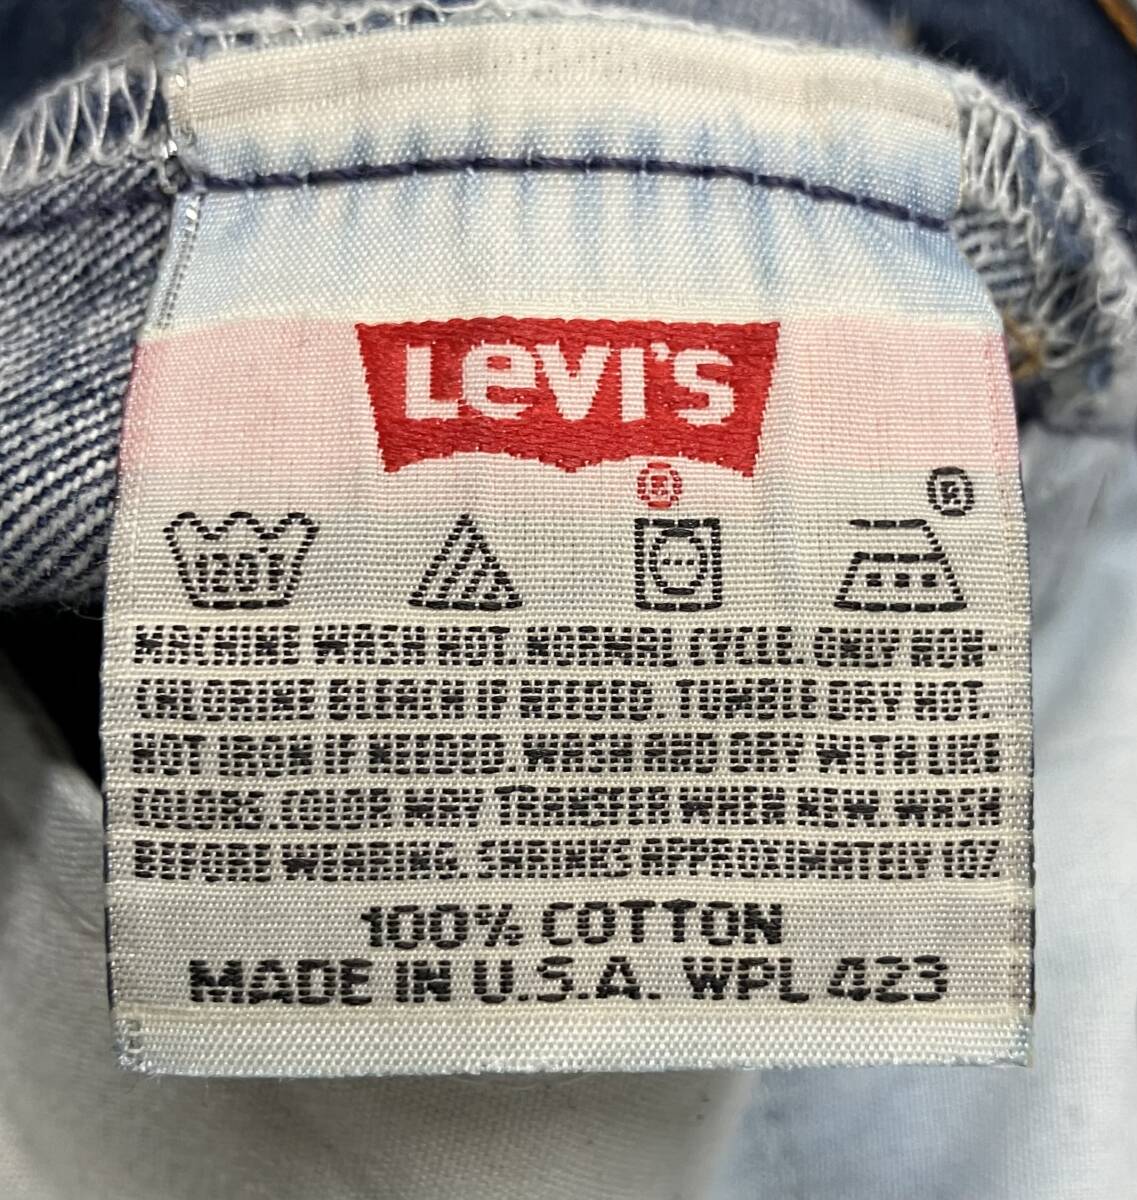 LEVI'S
®
®
120F
MACHINE WASH HOT. NORMAL CYCLE. ONLY NON-
CHLORINE BLEACH IF NEEDED. TUMBLE DRY HOT.
HOT IRON IF NEEDED. WASH AND DRY WITH LIKE
COLORS. COLOR MAY TRANSFER WHEN NEW. WASH
BEFORE WEARING. SHRINKS APPROXIMATELY 10%
100% COTTON
MADE IN U.S.A. WPL 423